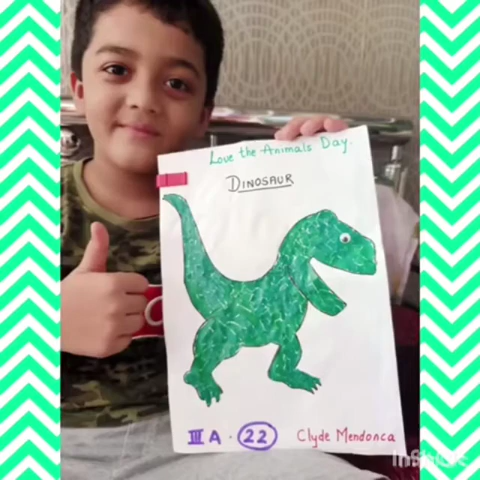 Love the Animals Day.
DINOSAUR
III A . 22 Clyde Mendonca
InShot